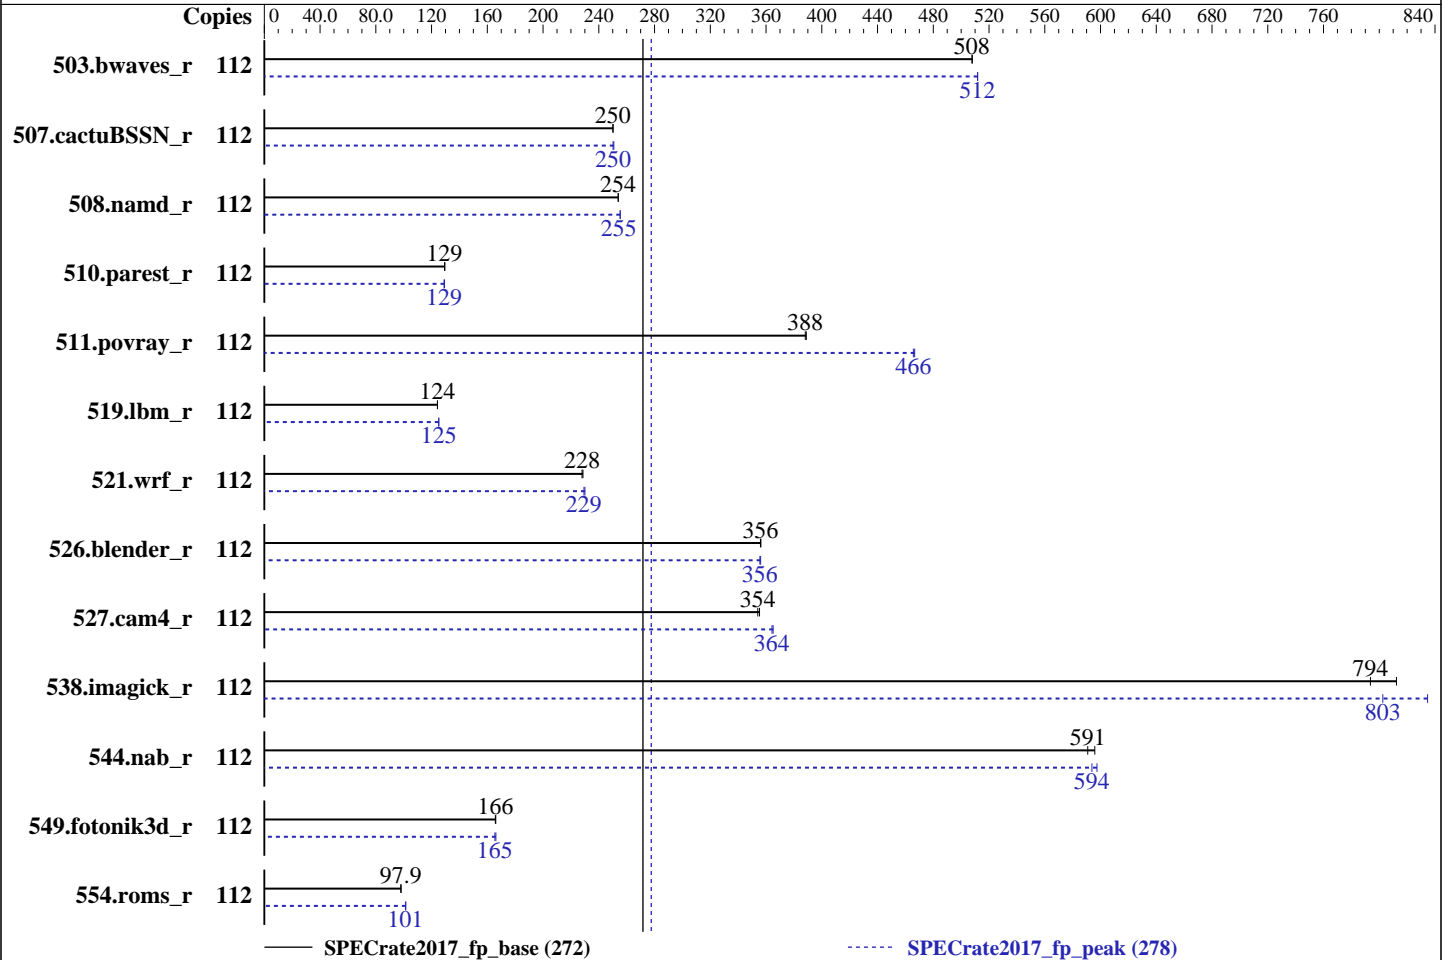 Copies 0 40.0 80.0 120 160 200 240 280 320 360 400 440 480 520 560 600 640 680 720 760 840
508
503.bwaves_r 112
512
250
507.cactuBSSN_r 112
250
254
508.namd_r 112
255
129
510.parest_r 112
129
388
511.povray_r 112
466
124
519.lbm_r 112
125
228
521.wrf_r 112
229
356
526.blender_r 112
356
354
527.cam4_r 112
364
794
538.imagick_r 112
803
591
544.nab_r 112
594
166
549.fotonik3d_r 112
165
97.9
554.roms_r 112
101
SPECrate2017_fp_base (272) SPECrate2017_fp_peak (278)